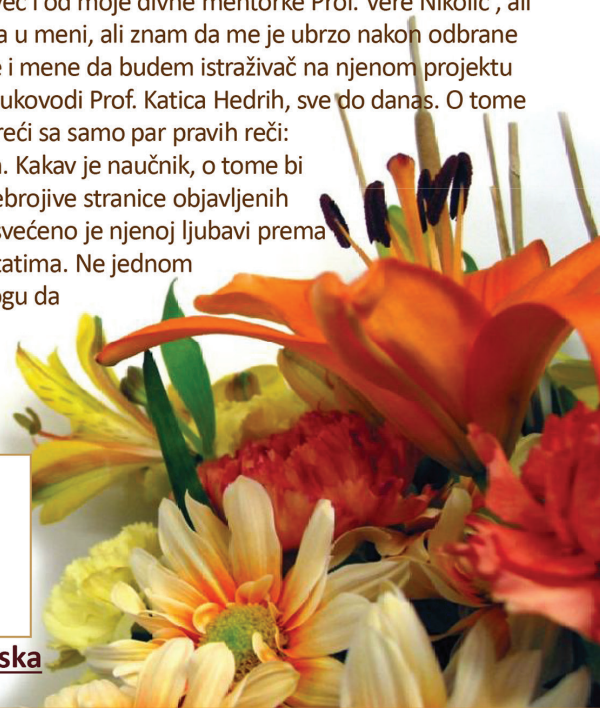 već i od moje divne mentorke Prof. Vere Nikolić , ali
a u meni, ali znam da me je ubrzo nakon odbrane
e i mene da budem istraživač na njenom projektu
ukovodi Prof. Katica Hedrih, sve do danas. O tome
reći sa samo par pravih reči:
a. Kakav je naučnik, o tome bi
ebrojive stranice objavljenih
svećeno je njenoj ljubavi prema
tatima. Ne jednom
ogu da
ska